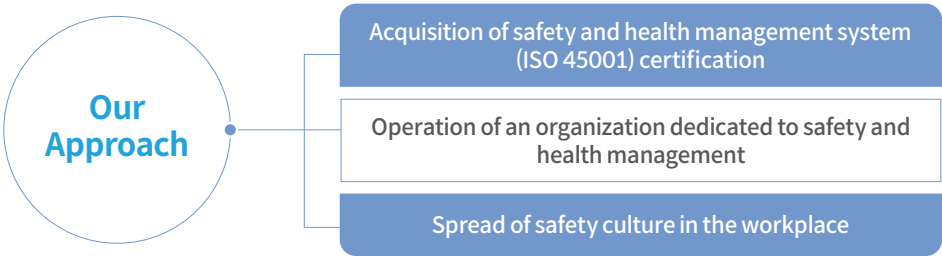 Our
Approach
Acquisition of safety and health management system
(ISO 45001) certification
Operation of an organization dedicated to safety and
health management
Spread of safety culture in the workplace